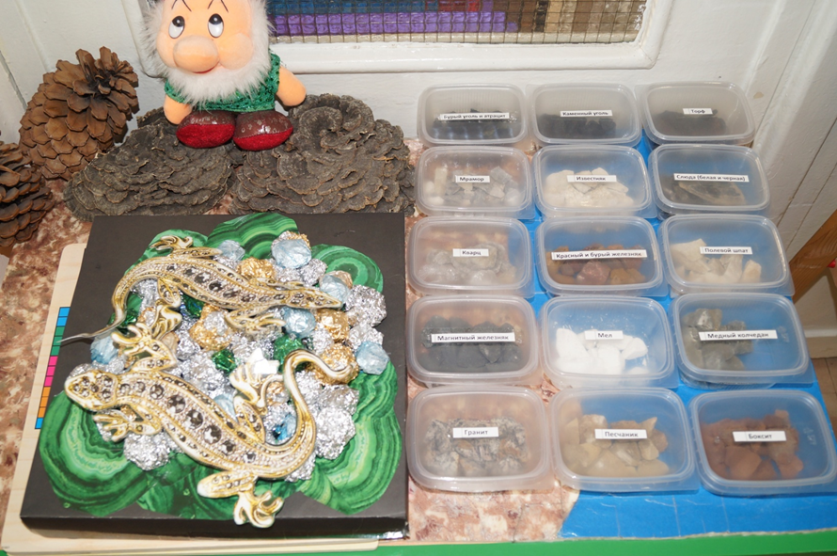 Бурый уголь и антрацит
Каменный уголь
Торф
Мрамор
Известняк
Слюда (белая и черная)
Кварц
Красный и бурый железняк
Полевой шпат
Магнитный железняк
Мел
Медный колчедан
Гранит
Песчаник
Боксит